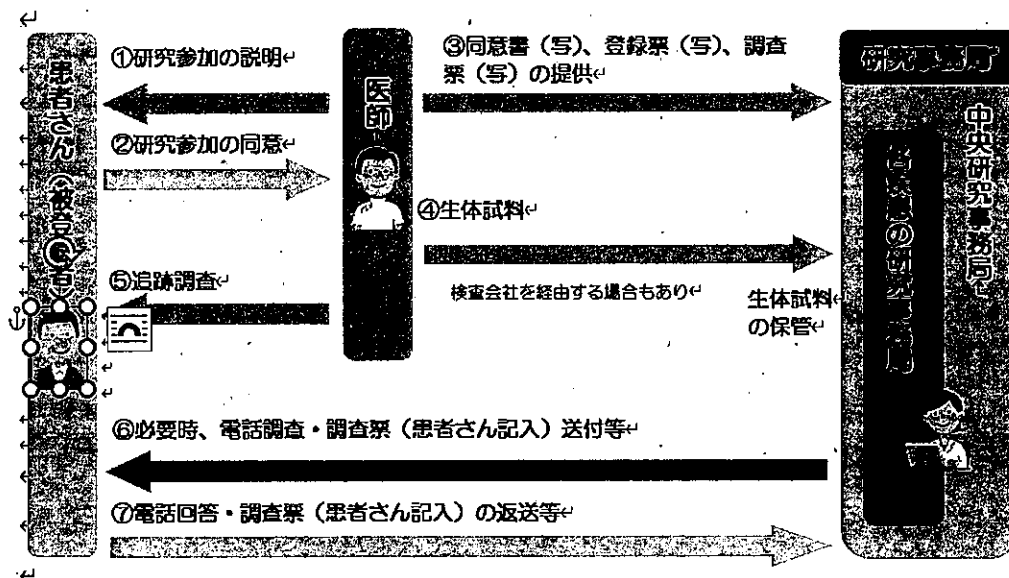 ①研究参加の説明
③同意書（写）、登録票（写）、調査
票（写）の提供
研究事務局
患者さん
医師
中央研究事務局
②研究参加の同意
④生体試料
⑤追跡調査
検査会社を経由する場合もあり
生体試料
の保管
⑥必要時、電話調査・調査票（患者さん記入）送付等
⑦電話回答・調査票（患者さん記入）の返送等